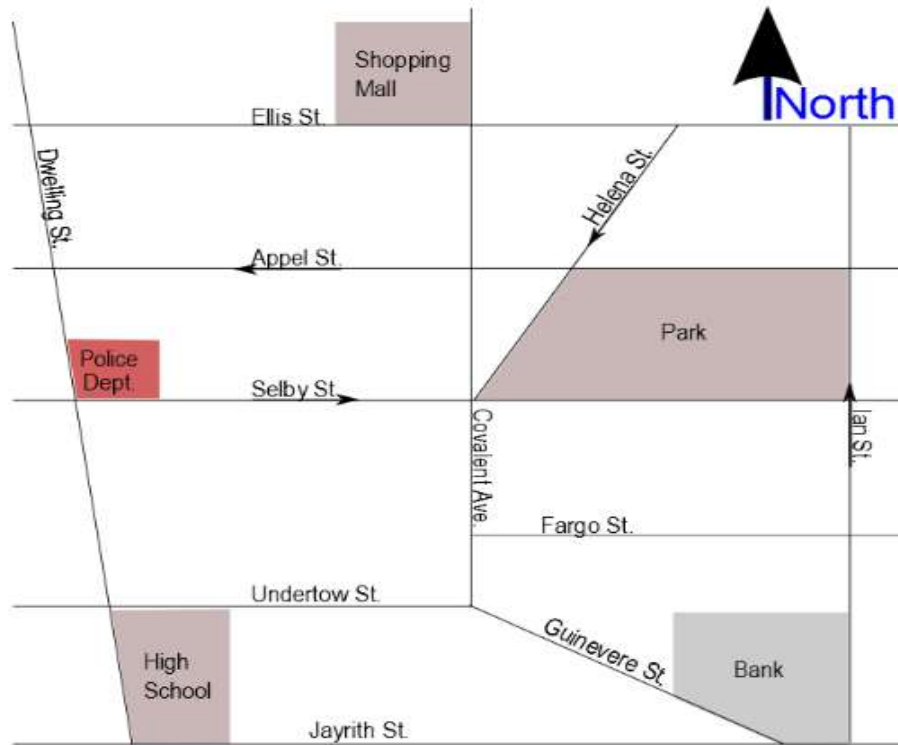 Shopping
Mall
North
Ellis St.
Dwelling St.
Helena St.
Appel St.
Park
Police
Dept.
Selby St.
Covalent Ave.
Ian St.
Fargo St.
Undertow St.
Guinevere St.
High
School
Bank
Jayrith St.